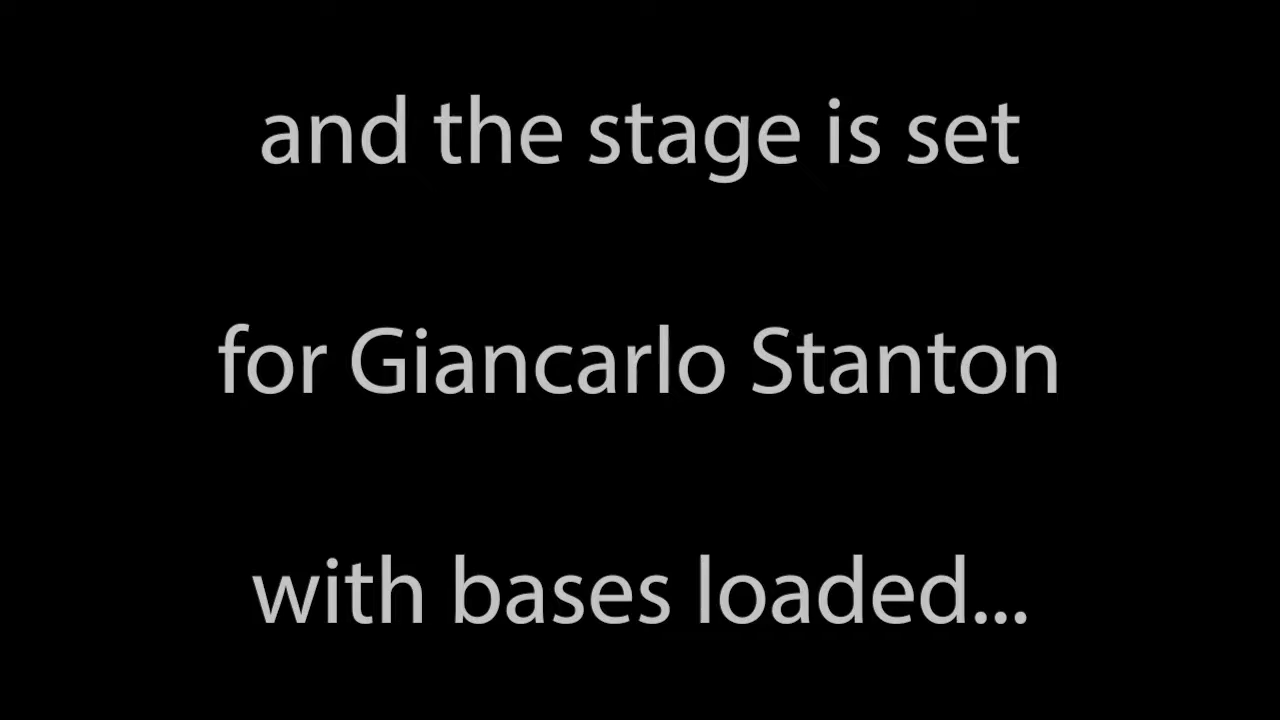 and the stage is set
for Giancarlo Stanton
with bases loaded...